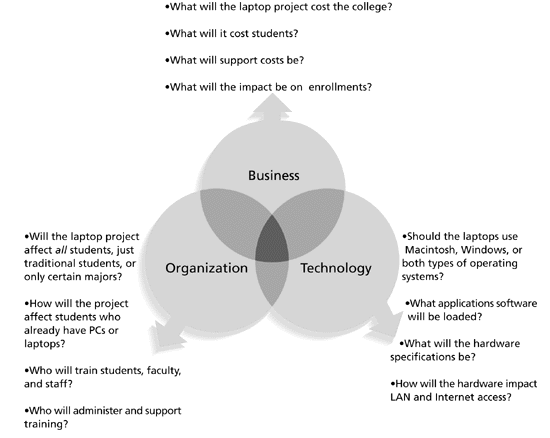 •What will the laptop project cost the college?
•What will it cost students?
•What will support costs be?
•What will the impact be on enrollments?
Business
Organization
Technology
•Will the laptop project
affect all students, just
traditional students, or
only certain majors?
•How will the project
affect students who
already have PCs or
laptops?
•Who will train students, faculty,
and staff?
•Who will administer and support
training?
•Should the laptops use
Macintosh, Windows, or
both types of operating
systems?
•What applications software
will be loaded?
•What will the hardware
specifications be?
•How will the hardware impact
LAN and Internet access?